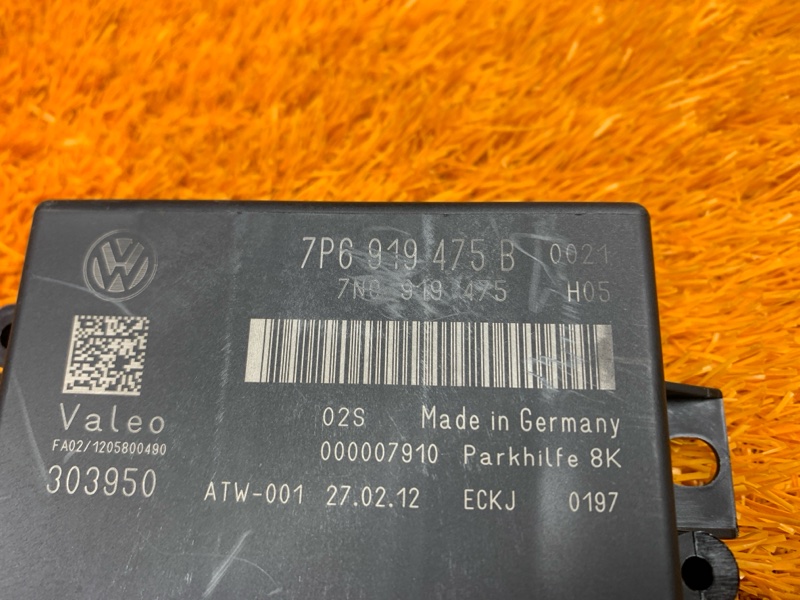 7P6 919 475 B 0021
7N0 919 475 H05
Valeo
FA02/1205800480
303950
02S Made in Germany
000007910 Parkhilfe 8K
ATW-001 27.02.12 ECKJ 0197